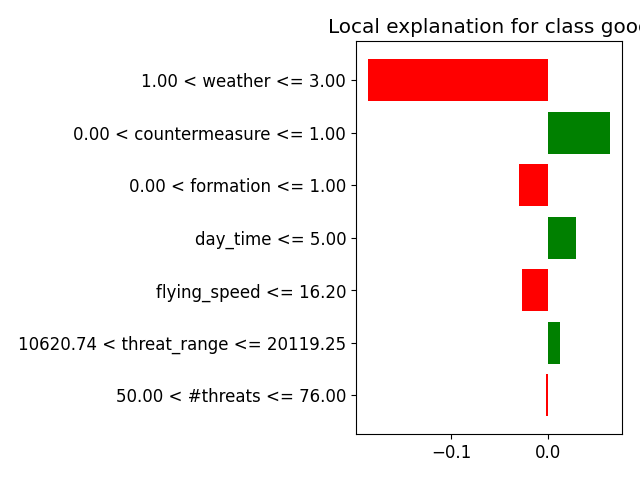 Local explanation for class goo
1.00 < weather <= 3.00
0.00 < countermeasure <= 1.00
0.00 < formation <= 1.00
day_time <= 5.00
flying_speed <= 16.20
10620.74 < threat_range <= 20119.25
50.00 < #threats <= 76.00
−0.1 0.0